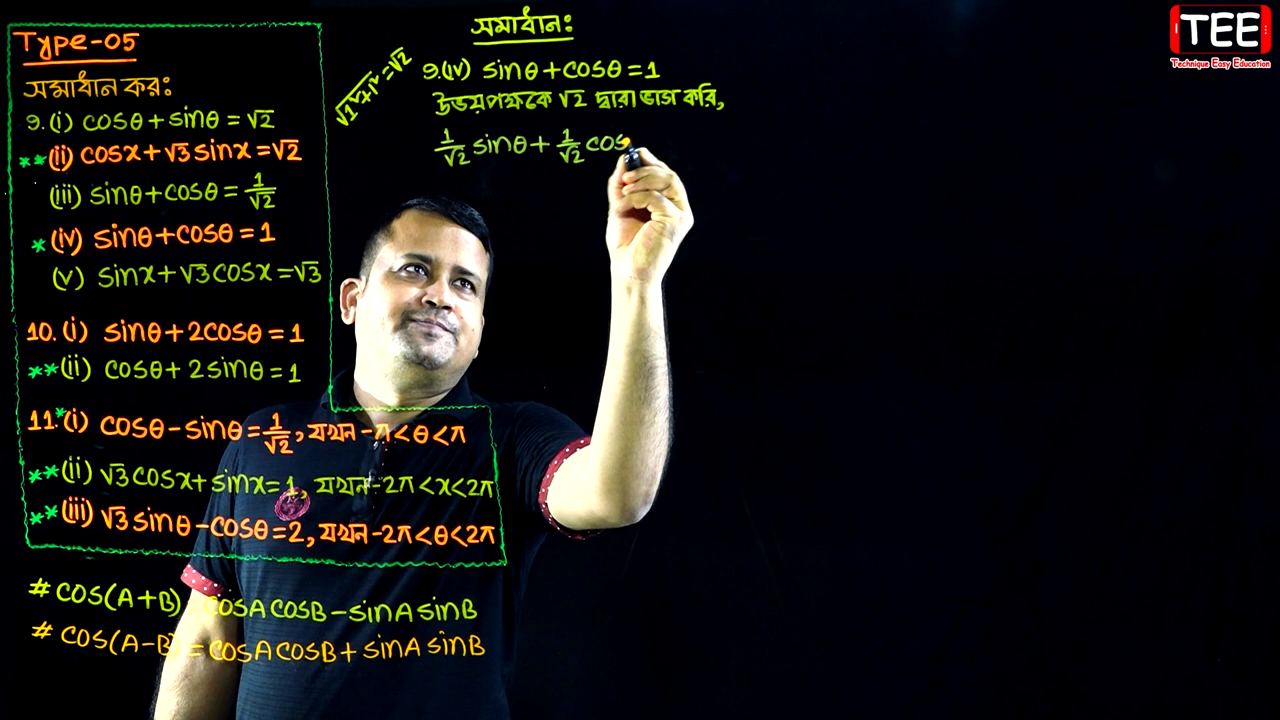 Type-05
সমাধান করঃ
9.(i) cosθ + sinθ = √2
**(ii) cosx + √3 sinx = √2
(iii) sinθ + cosθ = 1/√2
*(iv) sinθ + cosθ = 1
(v) sinx + √3 cosx = √3
10.(i) sinθ + 2cosθ = 1
**(ii) cosθ + 2sinθ = 1
11.*(i) cosθ - sinθ = 1/√2, যখন -π < θ < π
**(ii) √3 cosx + sinx = 1, যখন -2π < x < 2π
**(iii) √3 sinθ - cosθ = 2, যখন -2π < θ < 2π
# cos(A+B) = cosA cosB - sinA sinB
# cos(A-B) = cosA cosB + sinA sinB
সমাধানঃ
√1²+1² = √2
9.(iv) sinθ + cosθ = 1
উভয়পক্ষকে √2 দ্বারা ভাগ করি,
1/√2 sinθ + 1/√2 cos
TEE
Technique Easy Education